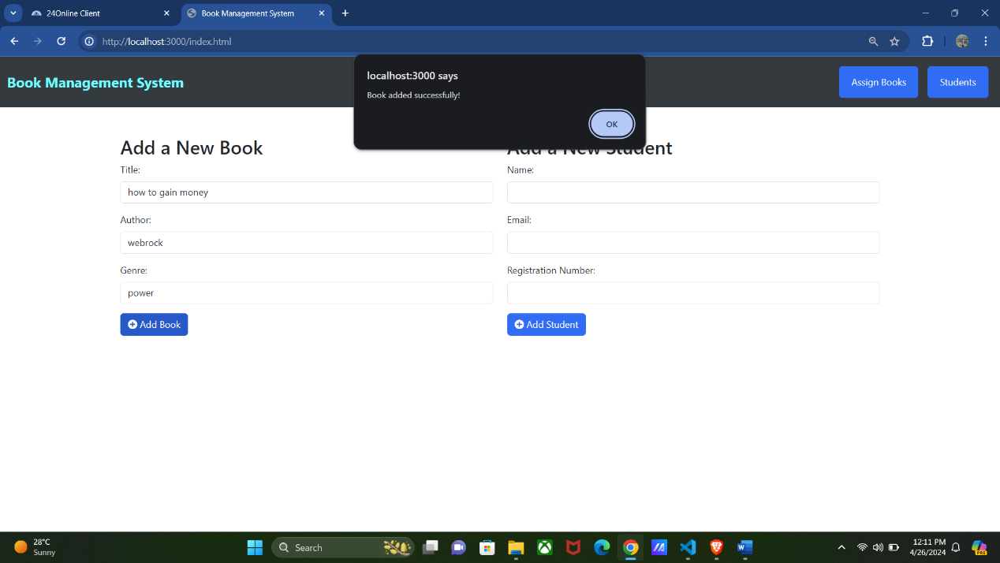 24Online Client
Book Management System
http://localhost:3000/index.html
Book Management System
Assign Books
Students
localhost:3000 says
Book added successfully!
OK
Add a New Book
Title:
how to gain money
Author:
webrock
Genre:
power
Add Book
Add a New Student
Name:
Email:
Registration Number:
Add Student
28°C
Sunny
Search
12:11 PM
4/26/2024
PRE